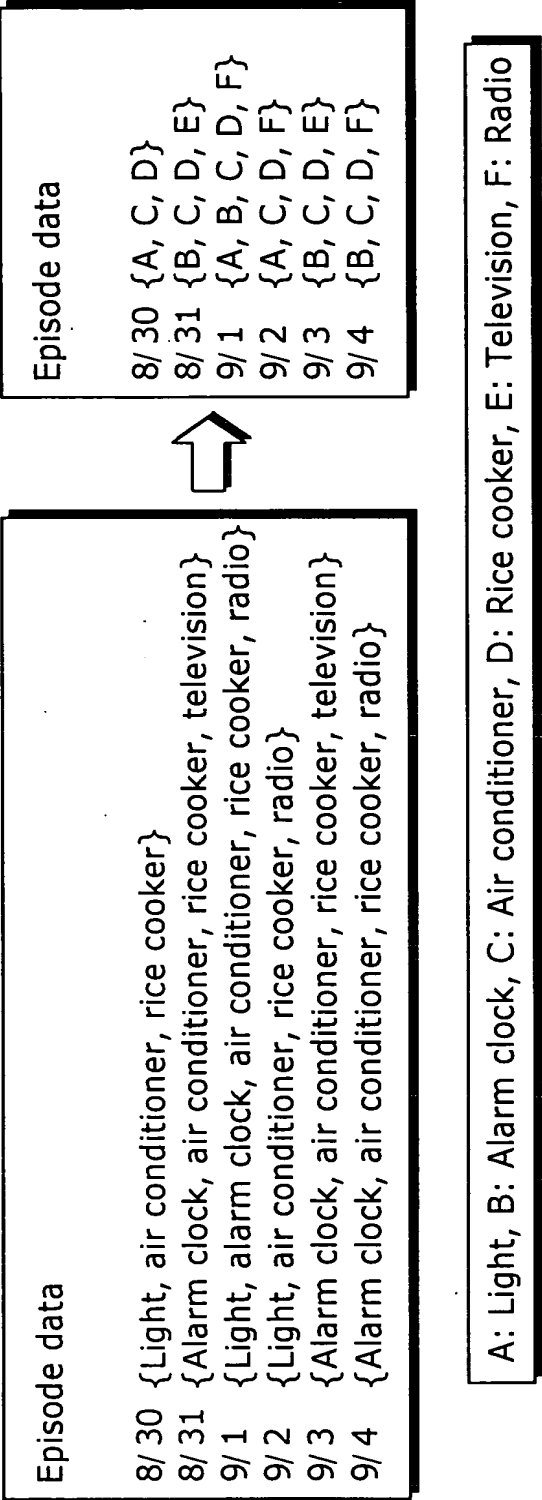 Episode data
8/30 {Light, air conditioner, rice cooker}
8/31 {Alarm clock, air conditioner, rice cooker, television}
9/1 {Light, alarm clock, air conditioner, rice cooker, radio}
9/2 {Light, air conditioner, rice cooker, radio}
9/3 {Alarm clock, air conditioner, rice cooker, television}
9/4 {Alarm clock, air conditioner, rice cooker, radio}
Episode data
8/30 {A, C, D}
8/31 {B, C, D, E}
9/1 {A, B, C, D, F}
9/2 {A, C, D, F}
9/3 {B, C, D, E}
9/4 {B, C, D, F}
A: Light, B: Alarm clock, C: Air conditioner, D: Rice cooker, E: Television, F: Radio